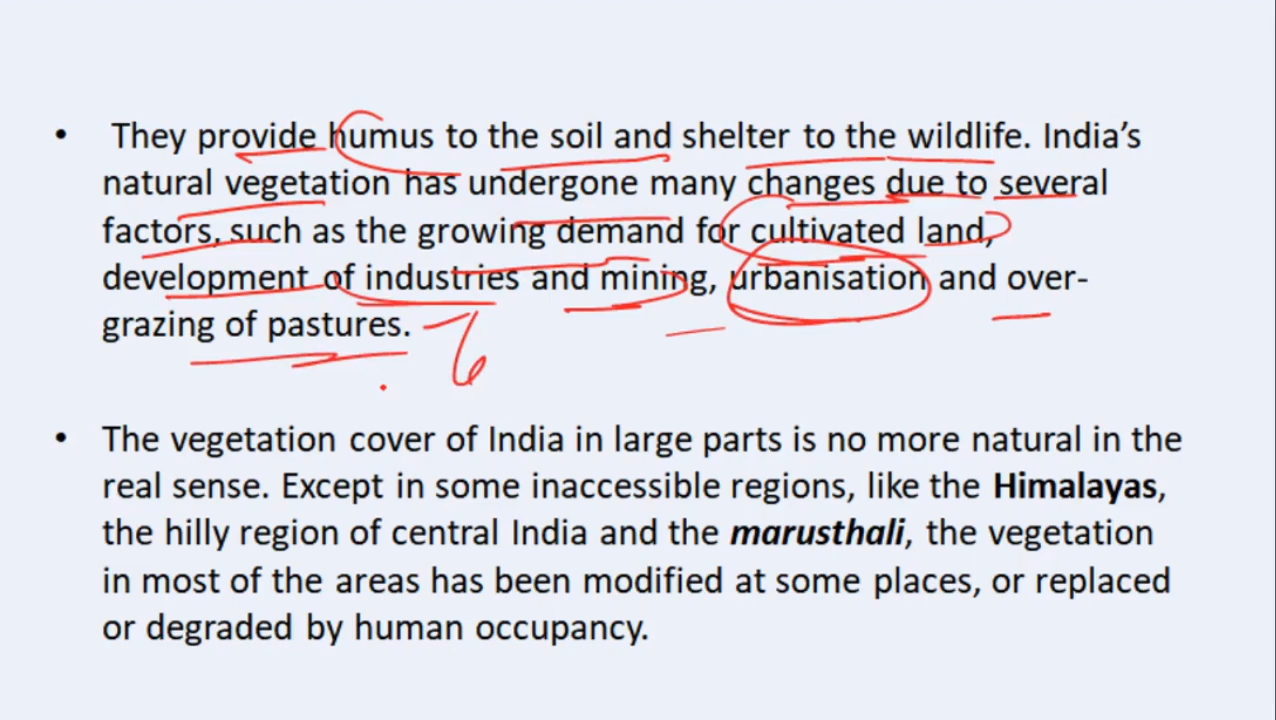 • They provide humus to the soil and shelter to the wildlife. India’s
natural vegetation has undergone many changes due to several
factors, such as the growing demand for cultivated land,
development of industries and mining, urbanisation and over-
grazing of pastures.
• The vegetation cover of India in large parts is no more natural in the
real sense. Except in some inaccessible regions, like the Himalayas,
the hilly region of central India and the marusthali, the vegetation
in most of the areas has been modified at some places, or replaced
or degraded by human occupancy.